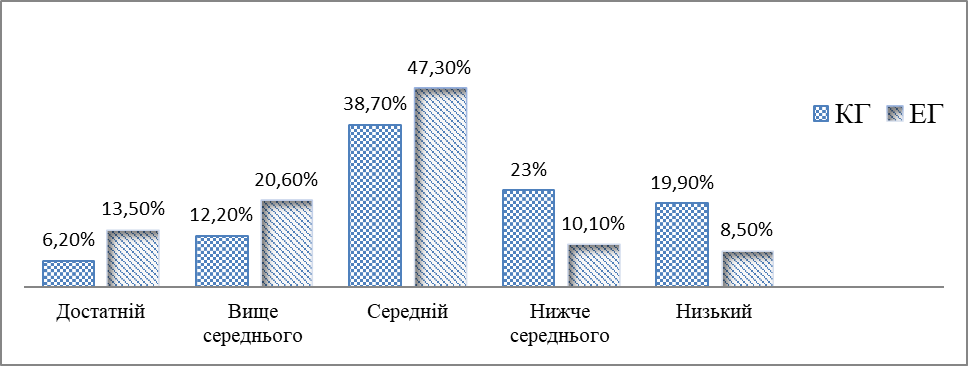 47,30%
38,70%
КГ ЕГ
20,60%
23%
19,90%
13,50%
12,20%
10,10%
8,50%
6,20%
Достатній
Вище
середнього
Середній
Нижче
середнього
Низький